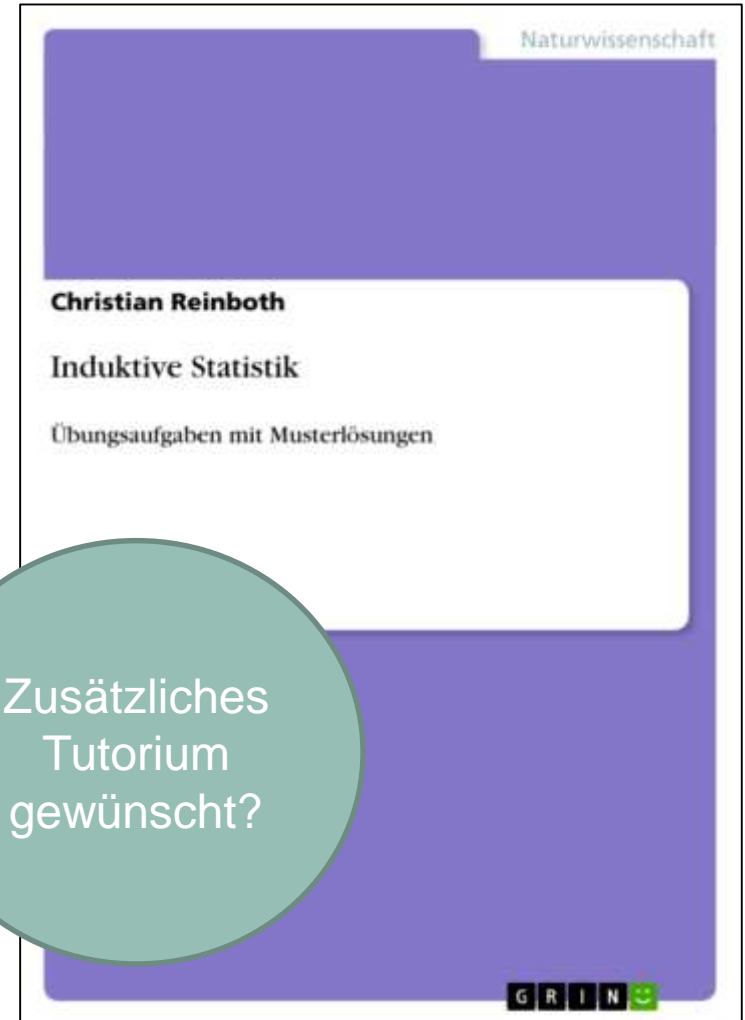 Naturwissenschaft
Christian Reinboth
Induktive Statistik
Übungsaufgaben mit Musterlösungen
Zusätzliches
Tutorium
gewünscht?
GRIN